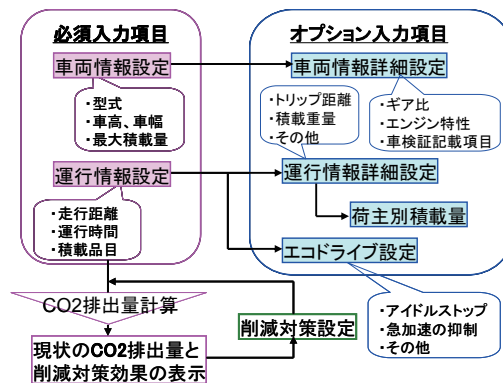 必須入力項目
車両情報設定
・型式
・車高、車幅
・最大積載量
運行情報設定
・走行距離
・運行時間
・積載品目
オプション入力項目
車両情報詳細設定
・トリップ距離
・積載重量
・その他
・ギア比
・エンジン特性
・車検証記載項目
運行情報詳細設定
荷主別積載量
エコドライブ設定
・アイドルストップ
・急加速の抑制
・その他
CO2排出量計算
削減対策設定
現状のCO2排出量と
削減対策効果の表示